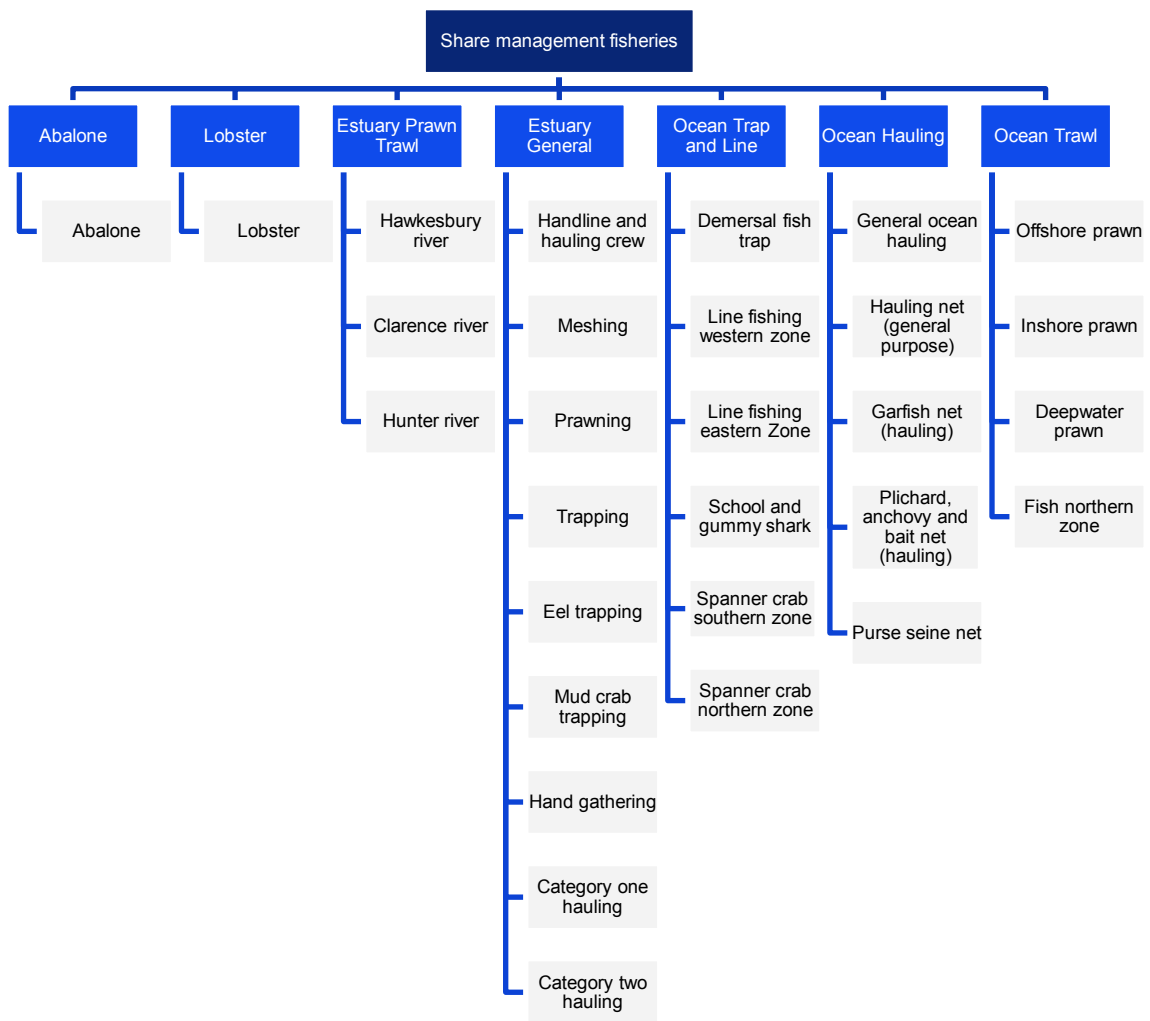 Share management fisheries
Abalone
Lobster
Estuary Prawn
Trawl
Estuary
General
Ocean Trap
and Line
Ocean Hauling
Ocean Trawl
Abalone
Lobster
Hawkesbury
river
Clarence river
Hunter river
Handline and
hauling crew
Meshing
Prawning
Trapping
Eel trapping
Mud crab
trapping
Hand gathering
Category one
hauling
Category two
hauling
Demersal fish
trap
Line fishing
western zone
Line fishing
eastern Zone
School and
gummy shark
Spanner crab
southern zone
Spanner crab
northern zone
General ocean
hauling
Hauling net
(general
purpose)
Garfish net
(hauling)
Plichard,
anchovy and
bait net
(hauling)
Purse seine net
Offshore prawn
Inshore prawn
Deepwater
prawn
Fish northern
zone